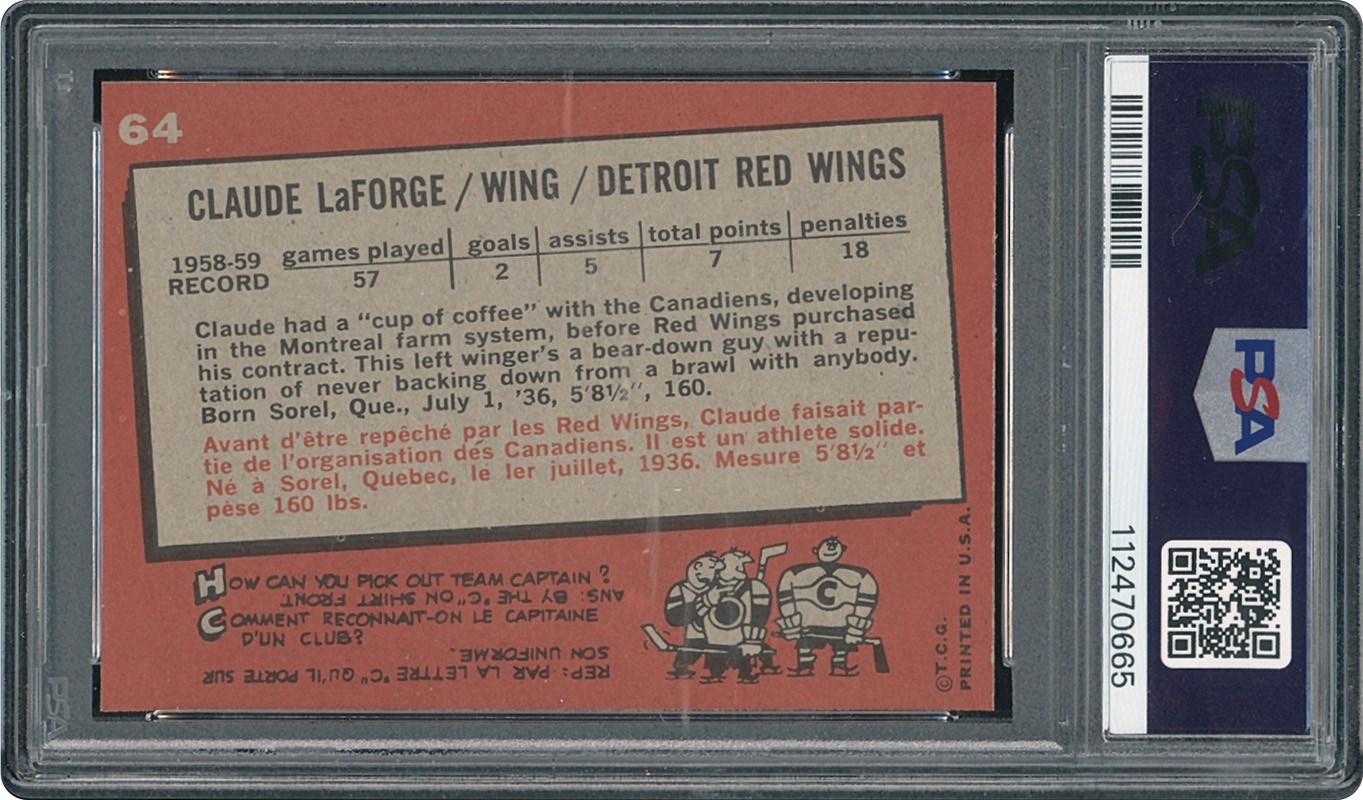 64
CLAUDE LaFORGE / WING / DETROIT RED WINGS
1958-59 RECORD
games played goals assists total points penalties
57 2 5 7 18
Claude had a “cup of coffee” with the Canadiens, developing
in the Montreal farm system, before Red Wings purchased
his contract. This left winger's a bear-down guy with a repu-
tation of never backing down from a brawl with anybody.
Born Sorel, Que., July 1, '36, 5'8½", 160.
Avant d'être repêché par les Red Wings, Claude faisait par-
tie de l'organisation des Canadiens. Il est un athlete solide.
Né à Sorel, Quebec, le ler juillet, 1936. Mesure 5'8½" et
pèse 160 lbs.
HOW CAN YOU PICK OUT TEAM CAPTAIN?
ANS: BY THE "C" ON SHIRT FRONT
COMMENT RECONNAIT-ON LE CAPITAINE
D'UN CLUB?
REP: PAR LA LETTRE "C" QU'IL PORTE SUR
SON UNIFORME.
C
©T.C.G.
PRINTED IN U.S.A.
PSA
PSA
112470665
PSA